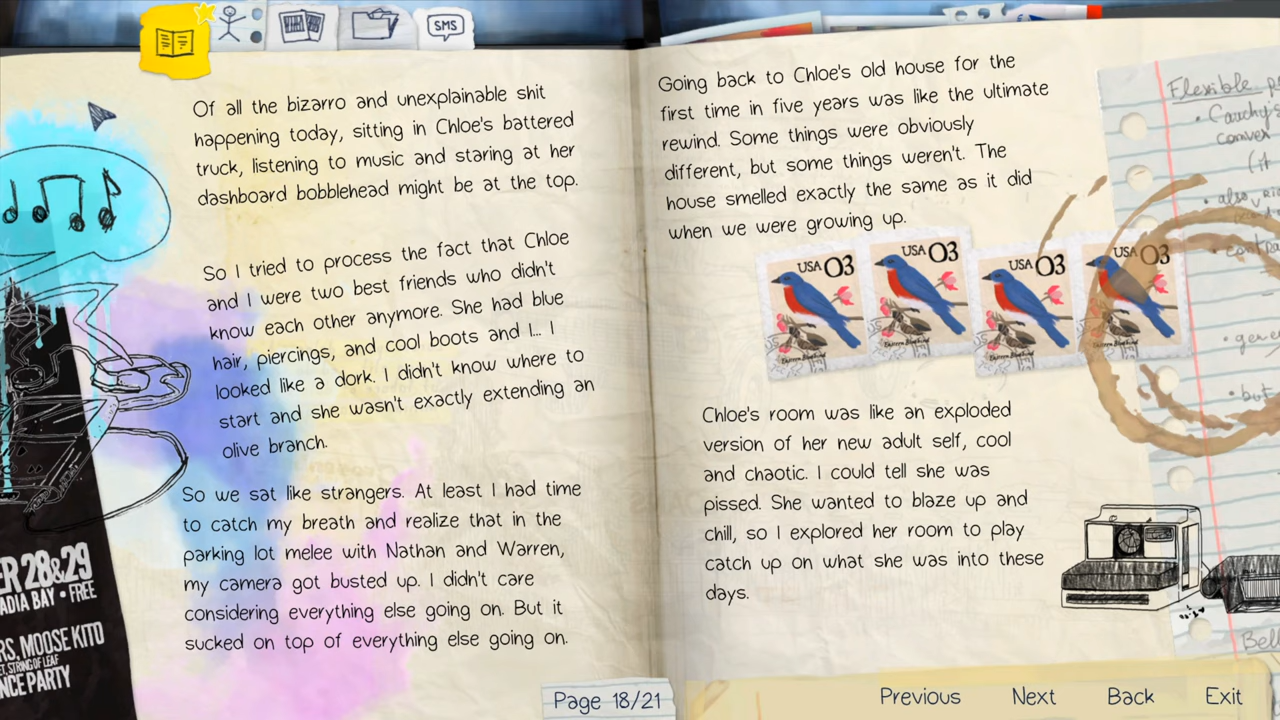 SMS
Of all the bizarro and unexplainable shit
happening today, sitting in Chloe's battered
truck, listening to music and staring at her
dashboard bobblehead might be at the top.
So I tried to process the fact that Chloe
and I were two best friends who didn't
know each other anymore. She had blue
hair, piercings, and cool boots and I... I
looked like a dork. I didn't know where to
start and she wasn't exactly extending an
olive branch.
So we sat like strangers. At least I had time
to catch my breath and realize that in the
parking lot melee with Nathan and Warren,
my camera got busted up. I didn't care
considering everything else going on. But it
sucked on top of everything else going on.
ER 28&29
ADIA BAY • FREE
RS, MOOSE KITO
ET, STRING OF LEAF
NCE PARTY
Page 18/21
Going back to Chloe's old house for the
first time in five years was like the ultimate
rewind. Some things were obviously
different, but some things weren't. The
house smelled exactly the same as it did
when we were growing up.
USA 03
USA 03
USA 03
USA 03
Chloe's room was like an exploded
version of her new adult self, cool
and chaotic. I could tell she was
pissed. She wanted to blaze up and
chill, so I explored her room to play
catch up on what she was into these
days.
Flexible
• Cauchy's
(it
• also
• but
Bell
Previous Next Back Exit